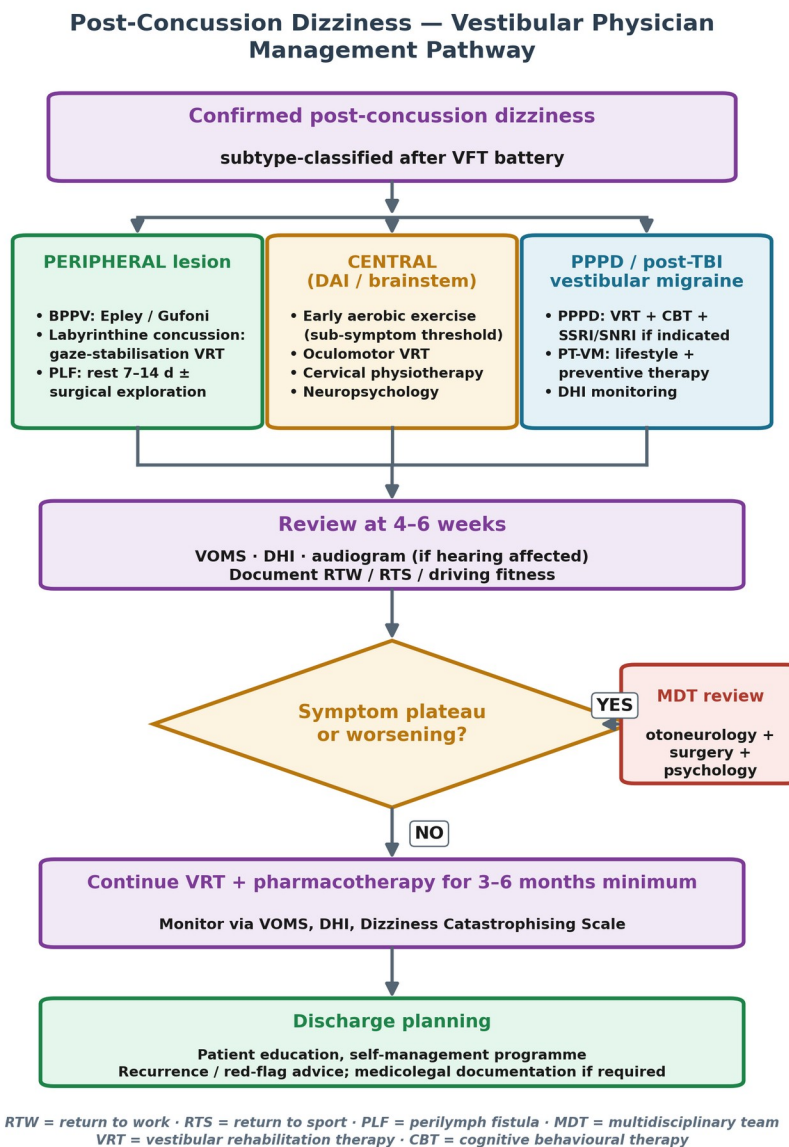 Post-Concussion Dizziness — Vestibular Physician
Management Pathway
Confirmed post-concussion dizziness
subtype-classified after VFT battery
PERIPHERAL lesion
• BPPV: Epley / Gufoni
• Labyrinthine concussion:
gaze-stabilisation VRT
• PLF: rest 7–14 d ±
surgical exploration
CENTRAL
(DAI / brainstem)
• Early aerobic exercise
(sub-symptom threshold)
• Oculomotor VRT
• Cervical physiotherapy
• Neuropsychology
PPPD / post-TBI
vestibular migraine
• PPPD: VRT + CBT +
SSRI/SNRI if indicated
• PT-VM: lifestyle +
preventive therapy
• DHI monitoring
Review at 4–6 weeks
VOMS · DHI · audiogram (if hearing affected)
Document RTW / RTS / driving fitness
Symptom plateau
or worsening?
YES
MDT review
otoneurology +
surgery +
psychology
NO
Continue VRT + pharmacotherapy for 3–6 months minimum
Monitor via VOMS, DHI, Dizziness Catastrophising Scale
Discharge planning
Patient education, self-management programme
Recurrence / red-flag advice; medicolegal documentation if required
RTW = return to work · RTS = return to sport · PLF = perilymph fistula · MDT = multidisciplinary team
VRT = vestibular rehabilitation therapy · CBT = cognitive behavioural therapy